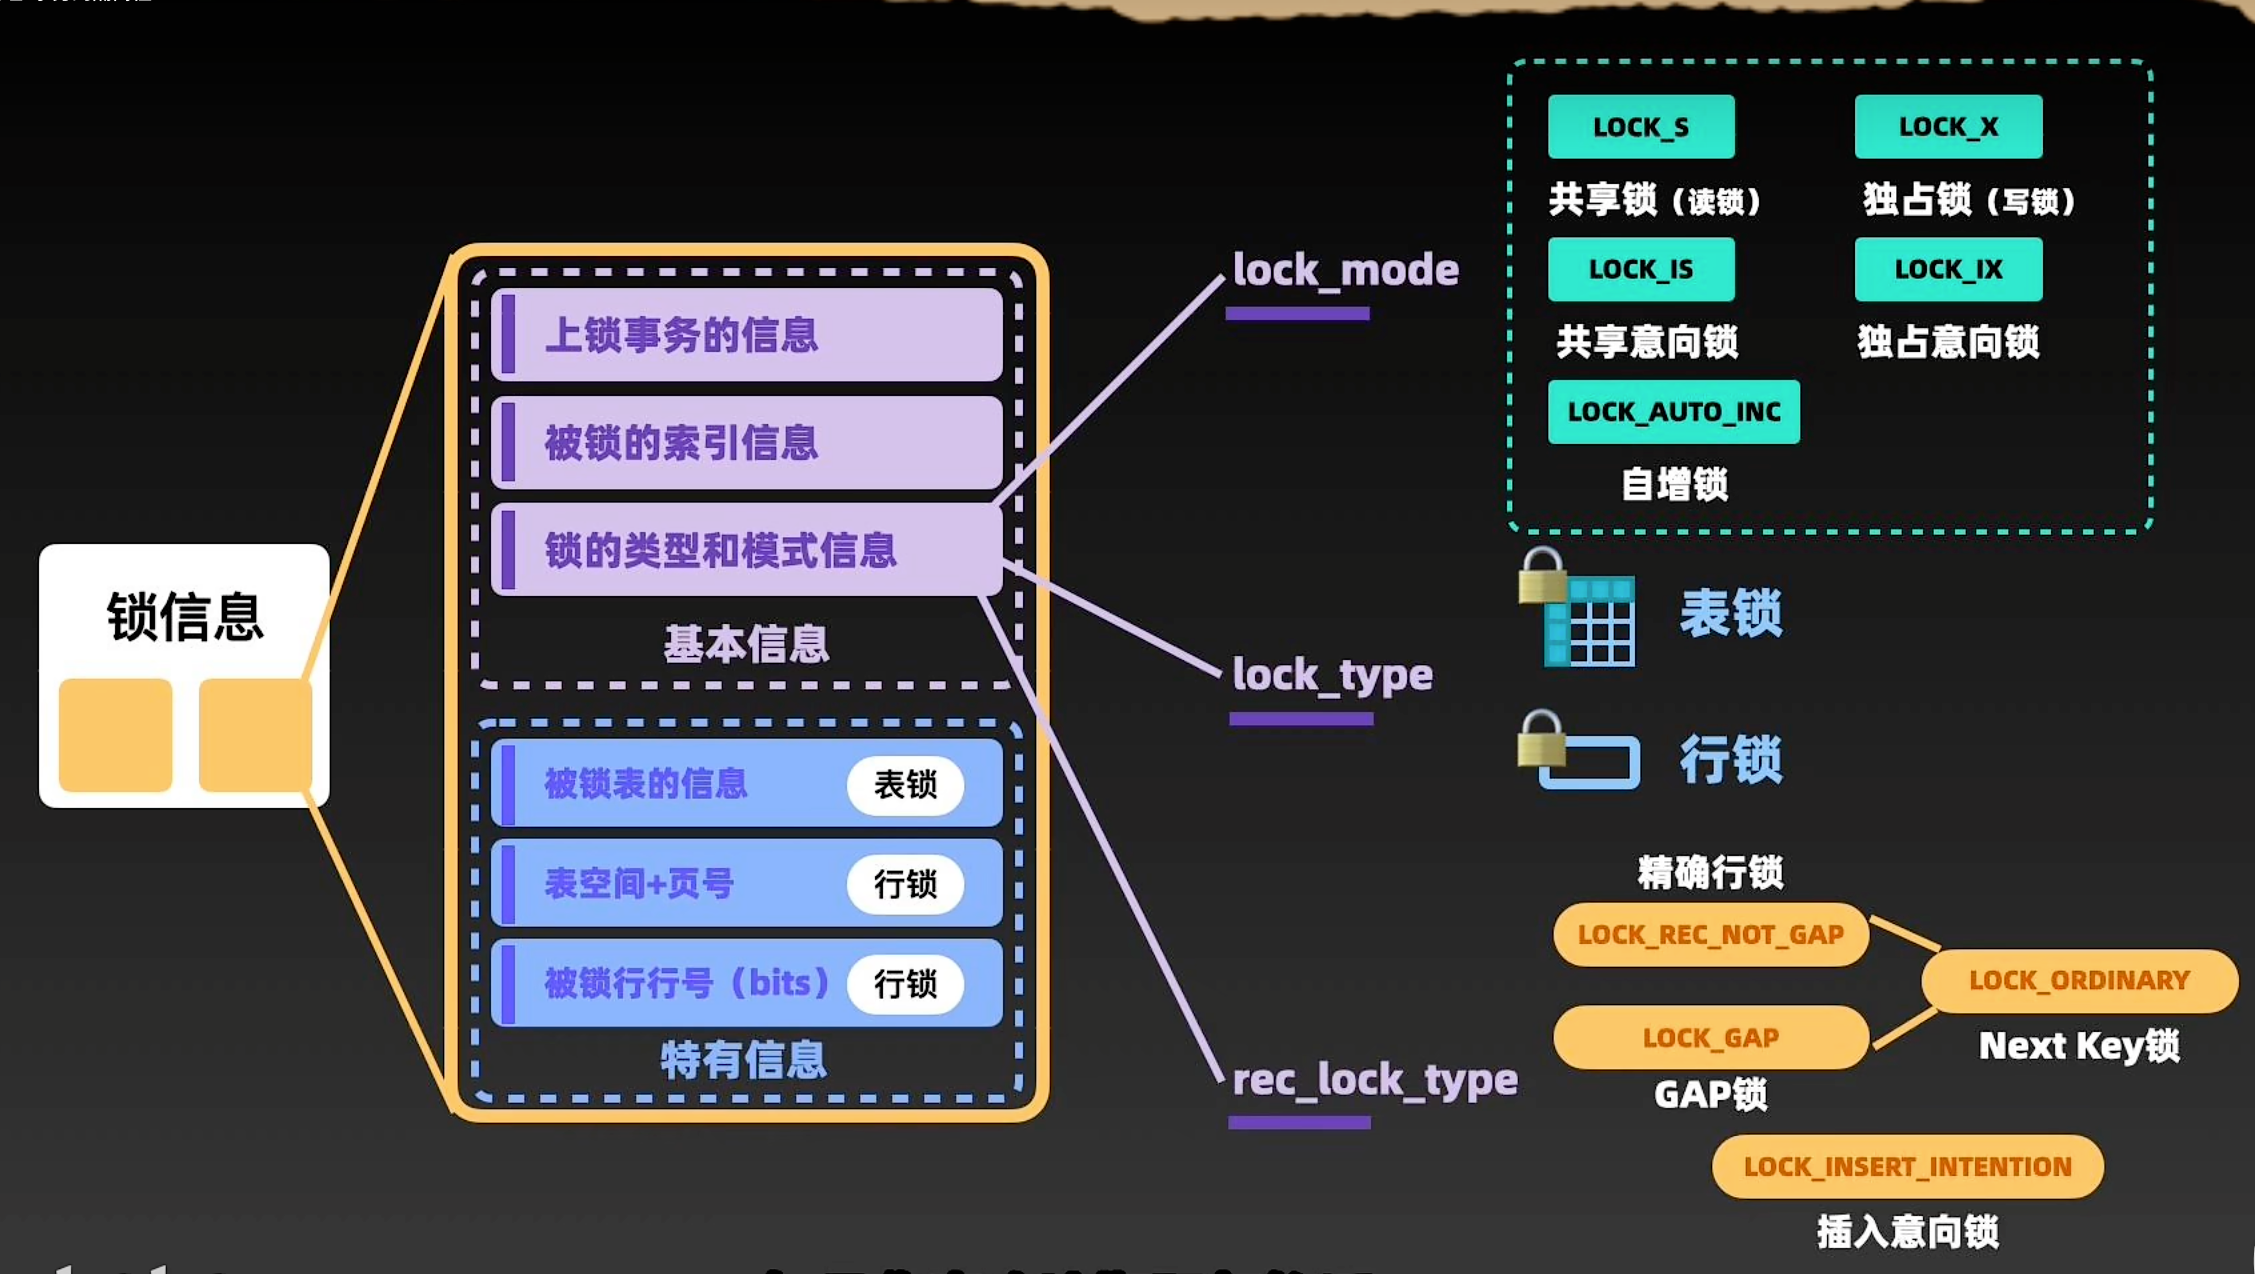 锁信息
上锁事务的信息
被锁的索引信息
锁的类型和模式信息
基本信息
被锁表的信息 表锁
表空间+页号 行锁
被锁行行号（bits） 行锁
特有信息
lock_mode
LOCK_S LOCK_X
共享锁（读锁） 独占锁（写锁）
LOCK_IS LOCK_IX
共享意向锁 独占意向锁
LOCK_AUTO_INC
自增锁
lock_type
表锁
行锁
rec_lock_type
精确行锁
LOCK_REC_NOT_GAP
LOCK_ORDINARY
Next Key锁
LOCK_GAP
GAP锁
LOCK_INSERT_INTENTION
插入意向锁